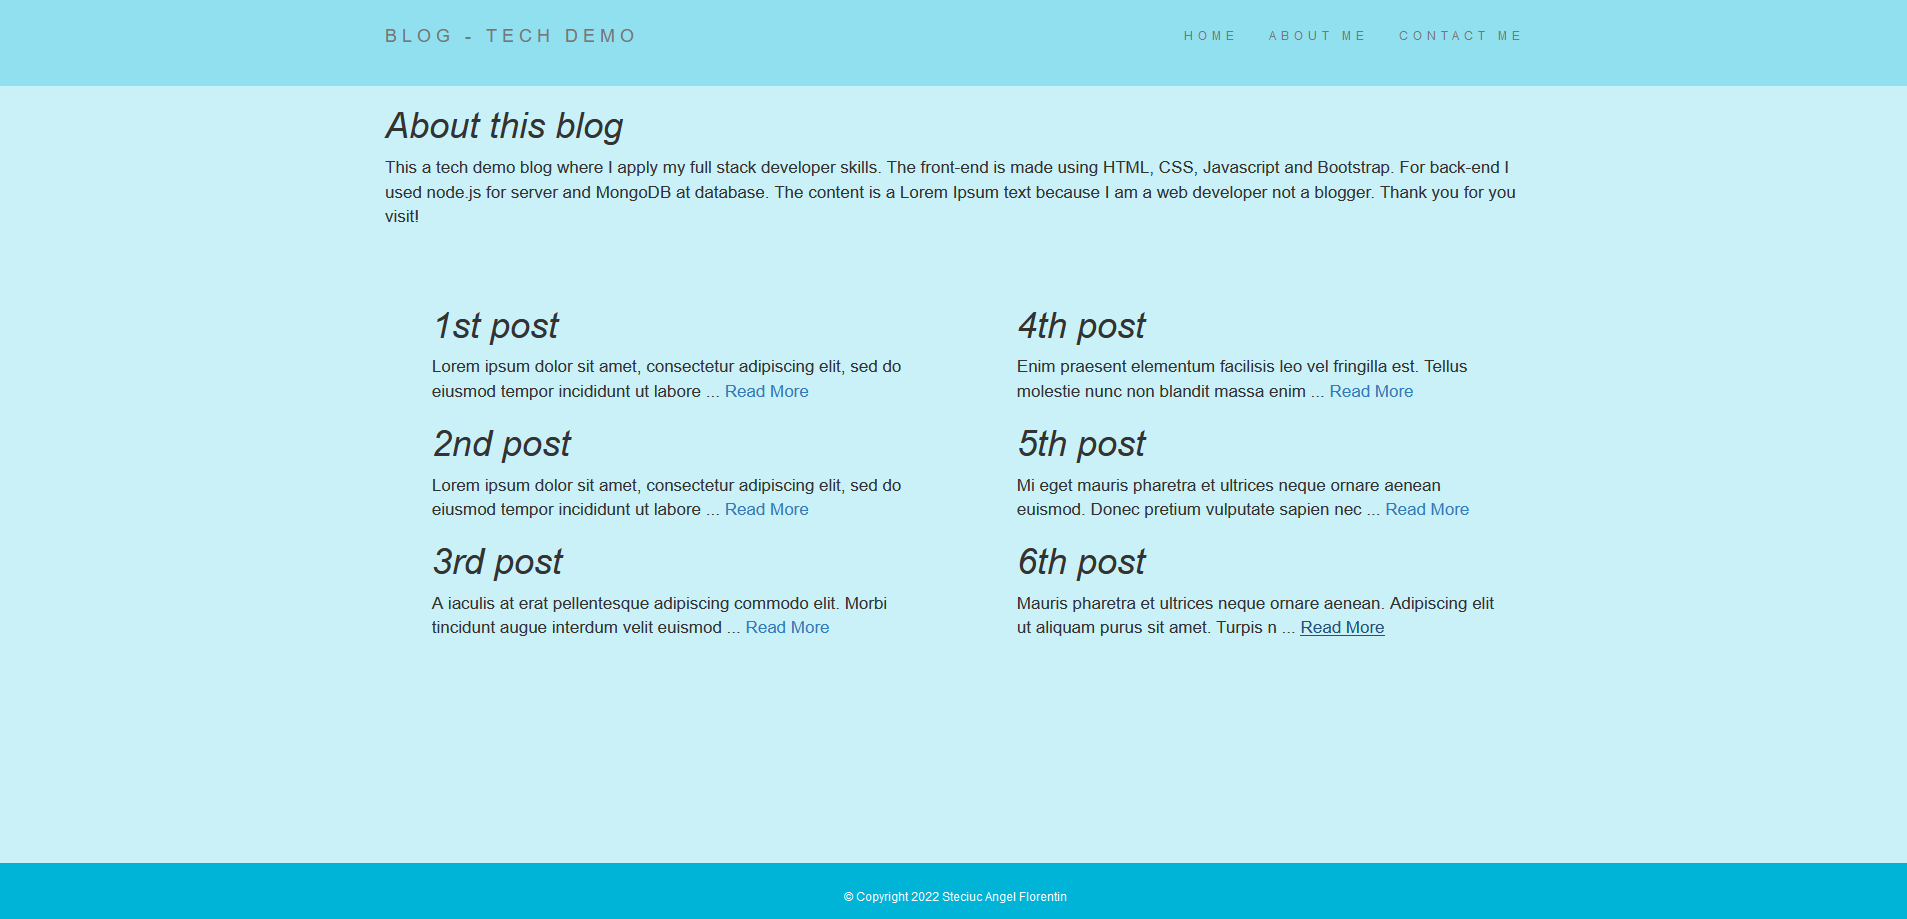 BLOG - TECH DEMO
HOME ABOUT ME CONTACT ME
About this blog
This a tech demo blog where I apply my full stack developer skills. The front-end is made using HTML, CSS, Javascript and Bootstrap. For back-end I
used node.js for server and MongoDB at database. The content is a Lorem Ipsum text because I am a web developer not a blogger. Thank you for you
visit!
1st post
Lorem ipsum dolor sit amet, consectetur adipiscing elit, sed do
eiusmod tempor incididunt ut labore ... Read More
2nd post
Lorem ipsum dolor sit amet, consectetur adipiscing elit, sed do
eiusmod tempor incididunt ut labore ... Read More
3rd post
A iaculis at erat pellentesque adipiscing commodo elit. Morbi
tincidunt augue interdum velit euismod ... Read More
4th post
Enim praesent elementum facilisis leo vel fringilla est. Tellus
molestie nunc non blandit massa enim ... Read More
5th post
Mi eget mauris pharetra et ultrices neque ornare aenean
euismod. Donec pretium vulputate sapien nec ... Read More
6th post
Mauris pharetra et ultrices neque ornare aenean. Adipiscing elit
ut aliquam purus sit amet. Turpis n ... Read More
© Copyright 2022 Steciuc Angel Florentin